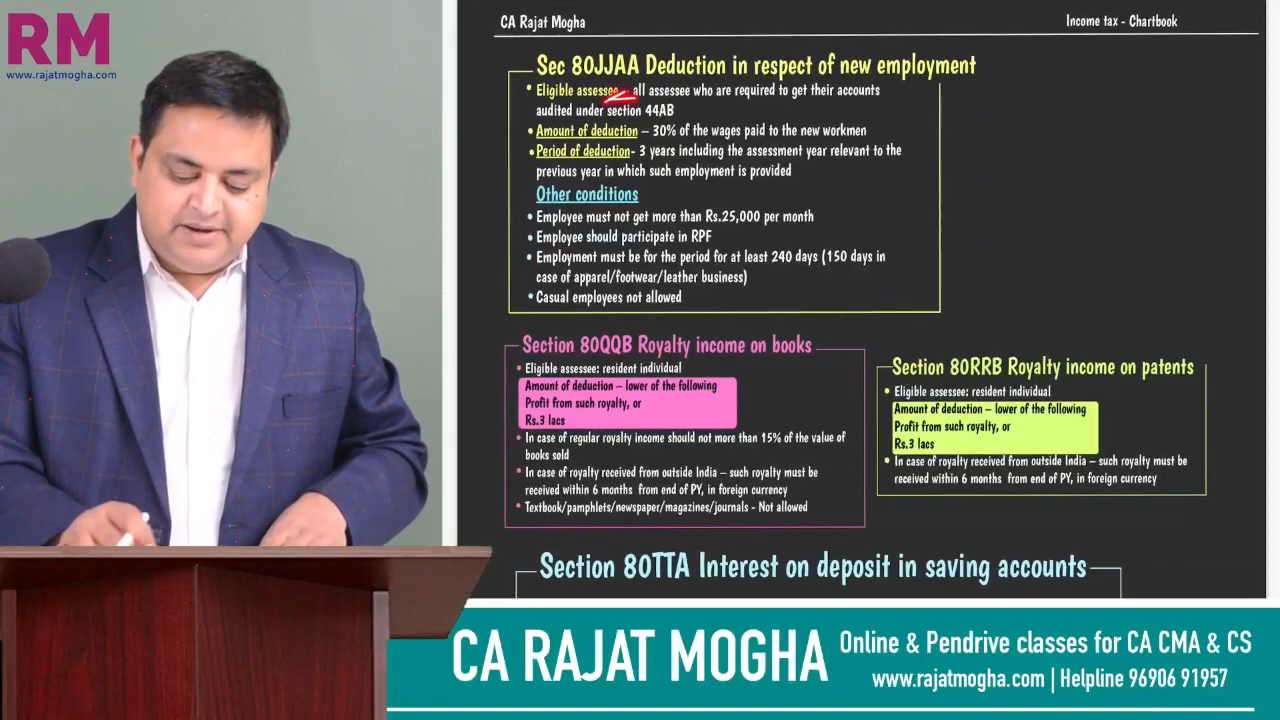 RM
www.rajatmogha.com
CA Rajat Mogha
Income tax - Chartbook
Sec 80JJAA Deduction in respect of new employment
• Eligible assessee - all assessee who are required to get their accounts
audited under section 44AB
• Amount of deduction – 30% of the wages paid to the new workmen
• Period of deduction- 3 years including the assessment year relevant to the
previous year in which such employment is provided
Other conditions
• Employee must not get more than Rs.25,000 per month
• Employee should participate in RPF
• Employment must be for the period for at least 240 days (150 days in
case of apparel/footwear/leather business)
• Casual employees not allowed
Section 80QQB Royalty income on books
• Eligible assessee: resident individual
Amount of deduction – lower of the following
Profit from such royalty, or
Rs.3 lacs
• In case of regular royalty income should not more than 15% of the value of
books sold
• In case of royalty received from outside India – such royalty must be
received within 6 months from end of PY, in foreign currency
• Textbook/pamphlets/newspaper/magazines/journals - Not allowed
Section 80RRB Royalty income on patents
• Eligible assessee: resident individual
Amount of deduction – lower of the following
Profit from such royalty, or
Rs.3 lacs
• In case of royalty received from outside India – such royalty must be
received within 6 months from end of PY, in foreign currency
Section 80TTA Interest on deposit in saving accounts
CA RAJAT MOGHA
Online & Pendrive classes for CA CMA & CS
www.rajatmogha.com | Helpline 96906 91957